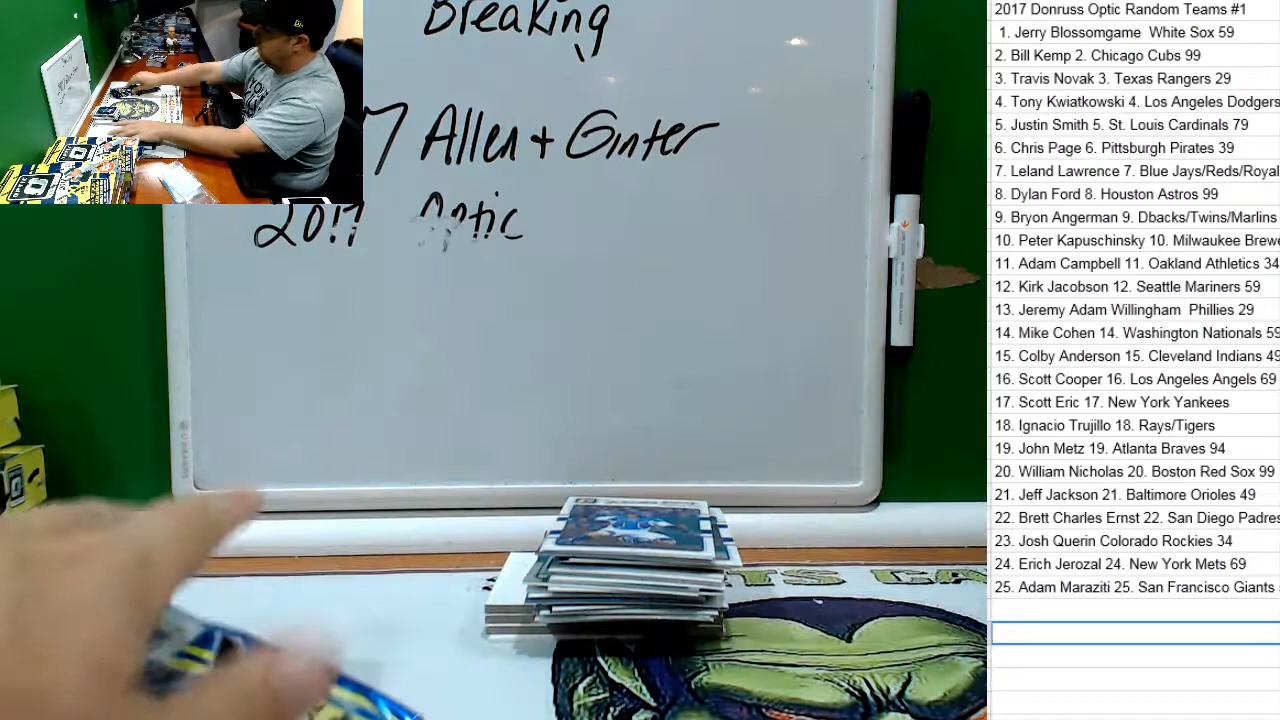 Breaking
7 Allen + Ginter
2017 Optic
2017 Donruss Optic Random Teams #1
1. Jerry Blossomgame White Sox 59
2. Bill Kemp 2. Chicago Cubs 99
3. Travis Novak 3. Texas Rangers 29
4. Tony Kwiatkowski 4. Los Angeles Dodgers
5. Justin Smith 5. St. Louis Cardinals 79
6. Chris Page 6. Pittsburgh Pirates 39
7. Leland Lawrence 7. Blue Jays/Reds/Royal
8. Dylan Ford 8. Houston Astros 99
9. Bryon Angerman 9. Dbacks/Twins/Marlins
10. Peter Kapuschinsky 10. Milwaukee Brewe
11. Adam Campbell 11. Oakland Athletics 34
12. Kirk Jacobson 12. Seattle Mariners 59
13. Jeremy Adam Willingham Phillies 29
14. Mike Cohen 14. Washington Nationals 59
15. Colby Anderson 15. Cleveland Indians 49
16. Scott Cooper 16. Los Angeles Angels 69
17. Scott Eric 17. New York Yankees
18. Ignacio Trujillo 18. Rays/Tigers
19. John Metz 19. Atlanta Braves 94
20. William Nicholas 20. Boston Red Sox 99
21. Jeff Jackson 21. Baltimore Orioles 49
22. Brett Charles Ernst 22. San Diego Padres
23. Josh Querin Colorado Rockies 34
24. Erich Jerozal 24. New York Mets 69
25. Adam Maraziti 25. San Francisco Giants